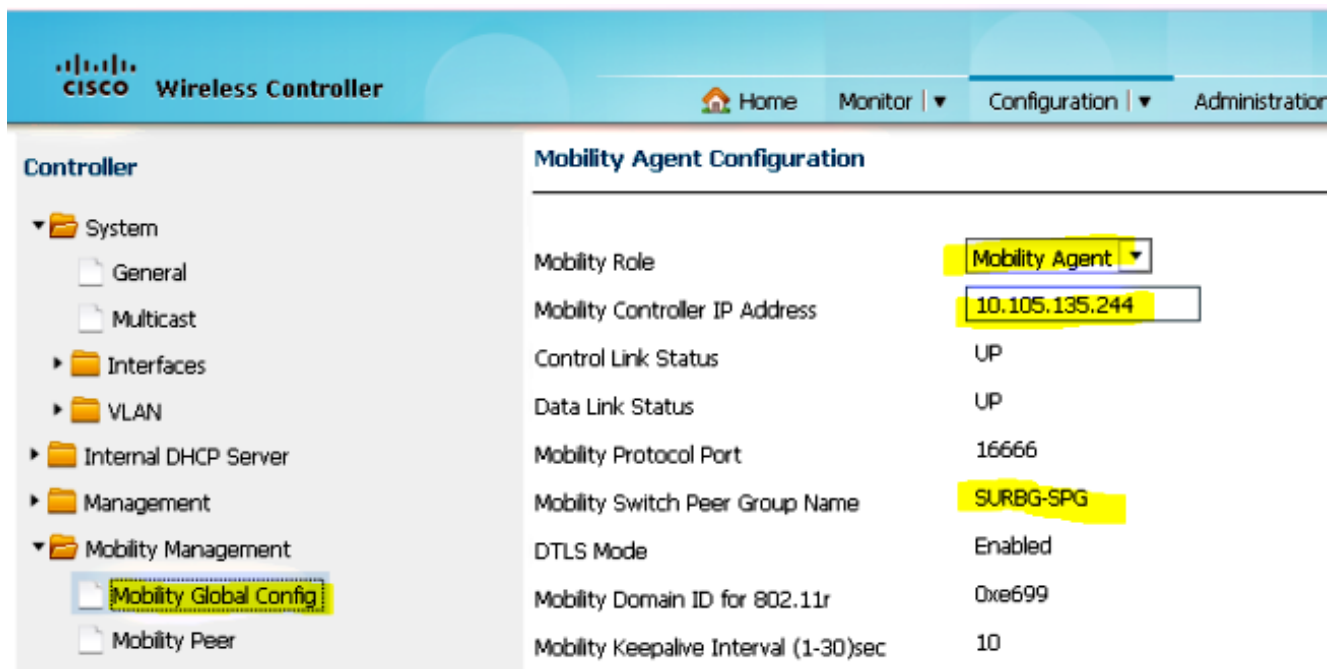 CISCO Wireless Controller
Home Monitor ▼ Configuration ▼ Administration
Controller
System
General
Multicast
Interfaces
VLAN
Internal DHCP Server
Management
Mobility Management
Mobility Global Config
Mobility Peer
Mobility Agent Configuration
Mobility Role Mobility Agent
Mobility Controller IP Address 10.105.135.244
Control Link Status UP
Data Link Status UP
Mobility Protocol Port 16666
Mobility Switch Peer Group Name SURBG-SPG
DTLS Mode Enabled
Mobility Domain ID for 802.11r 0xe699
Mobility Keepalive Interval (1-30)sec 10